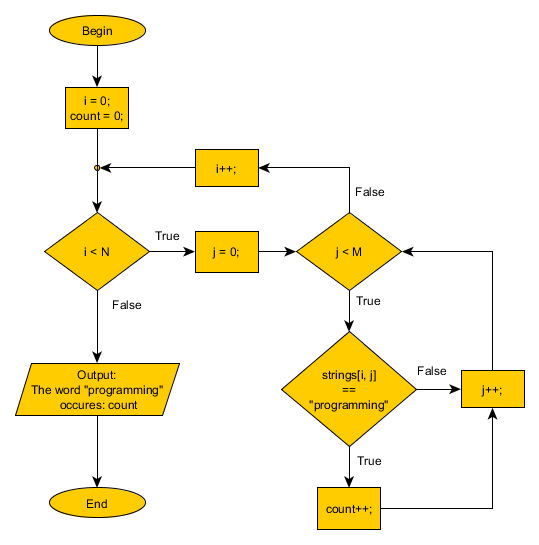 Begin
i = 0;
count = 0;
i++;
False
i < N
True
j = 0;
j < M
False
True
Output:
The word "programming"
occures: count
strings[i, j]
==
"programming"
False
j++;
True
End
count++;